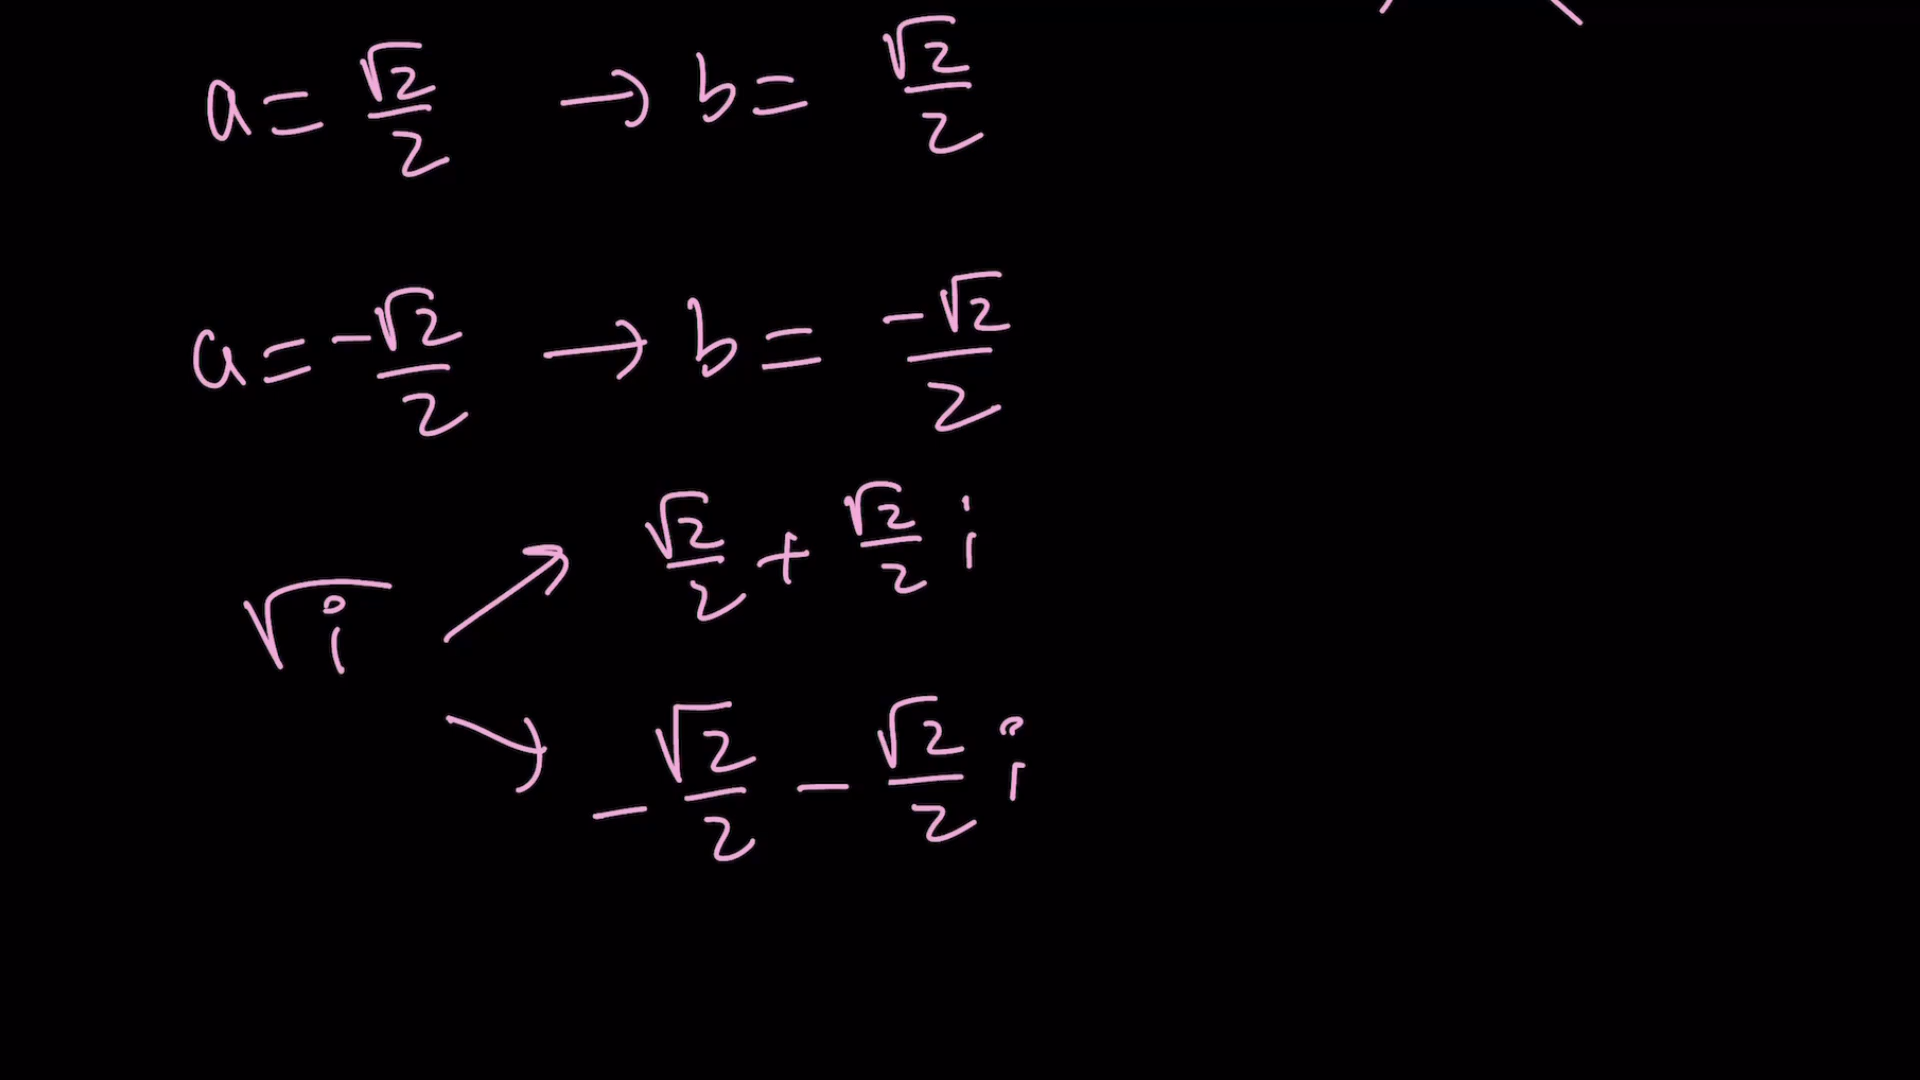 a = √2/2 → b = √2/2
a = -√2/2 → b = -√2/2
√i ↗ √2/2 + √2/2 i
↘ - √2/2 - √2/2 i